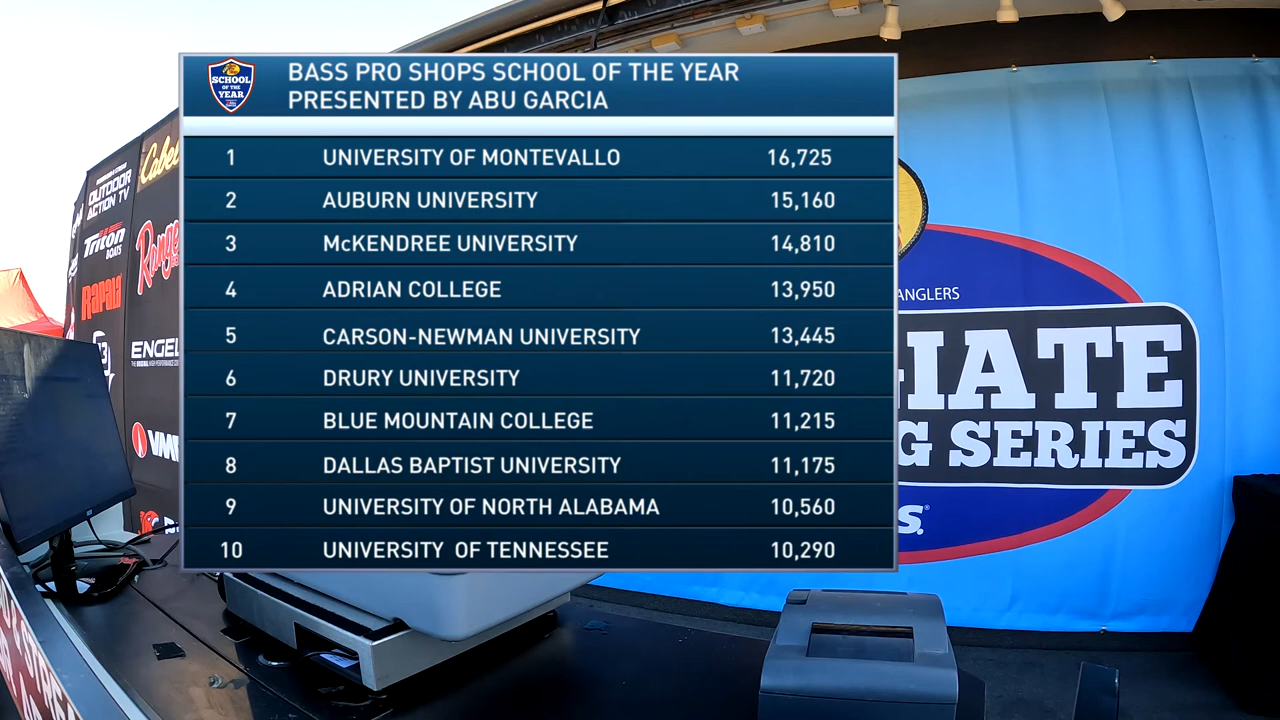 SCHOOL
OF THE
YEAR
BASS PRO SHOPS SCHOOL OF THE YEAR
PRESENTED BY ABU GARCIA
1 UNIVERSITY OF MONTEVALLO 16,725
2 AUBURN UNIVERSITY 15,160
3 McKENDREE UNIVERSITY 14,810
4 ADRIAN COLLEGE 13,950
5 CARSON-NEWMAN UNIVERSITY 13,445
6 DRURY UNIVERSITY 11,720
7 BLUE MOUNTAIN COLLEGE 11,215
8 DALLAS BAPTIST UNIVERSITY 11,175
9 UNIVERSITY OF NORTH ALABAMA 10,560
10 UNIVERSITY  OF TENNESSEE 10,290
OUTDOOR
ACTION TV
Triton
BOATS
Rapala
Cabel
Range
ENGEL
VMC
ANGLERS
IATE
G SERIES
S.